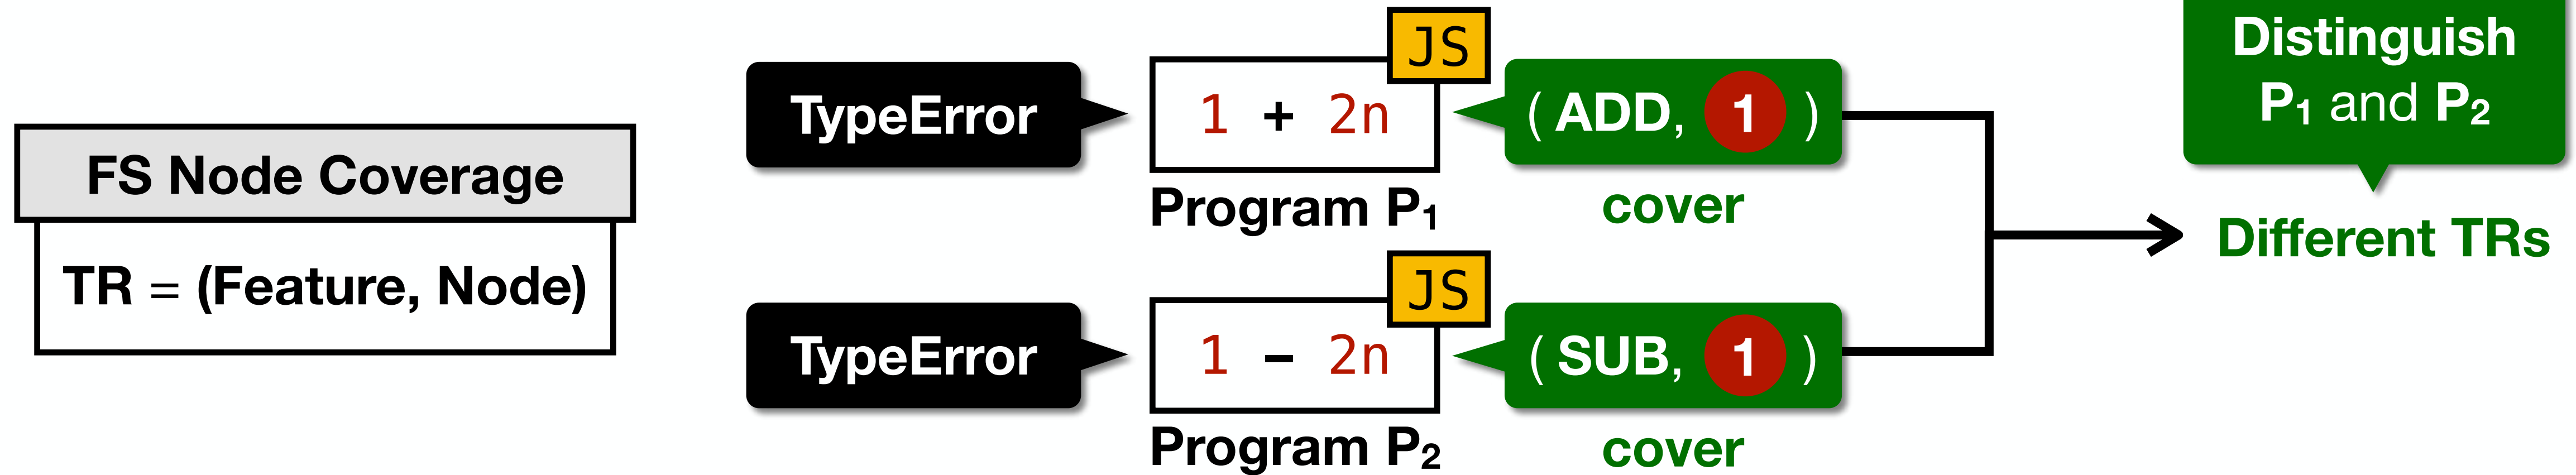 FS Node Coverage
TR = (Feature, Node)
TypeError
JS
1 + 2n
Program P₁
( ADD, 1 )
cover
TypeError
JS
1 − 2n
Program P₂
( SUB, 1 )
cover
Distinguish
P₁ and P₂
Different TRs